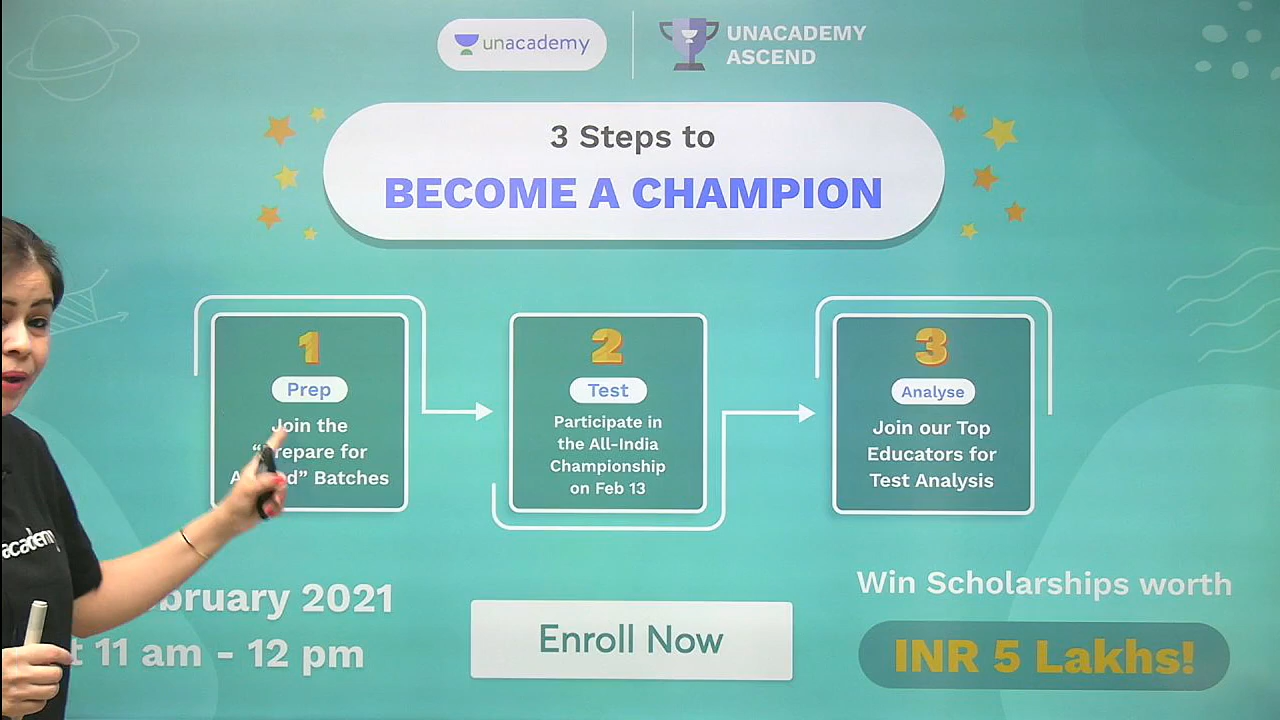 unacademy
UNACADEMY
ASCEND
3 Steps to
BECOME A CHAMPION
1
Prep
Join the
for
Batches
2
Test
Participate in
the All-India
Championship
on Feb 13
3
Analyse
Join our Top
Educators for
Test Analysis
2021
11 am - 12 pm
Enroll Now
Win Scholarships worth
INR 5 Lakhs!